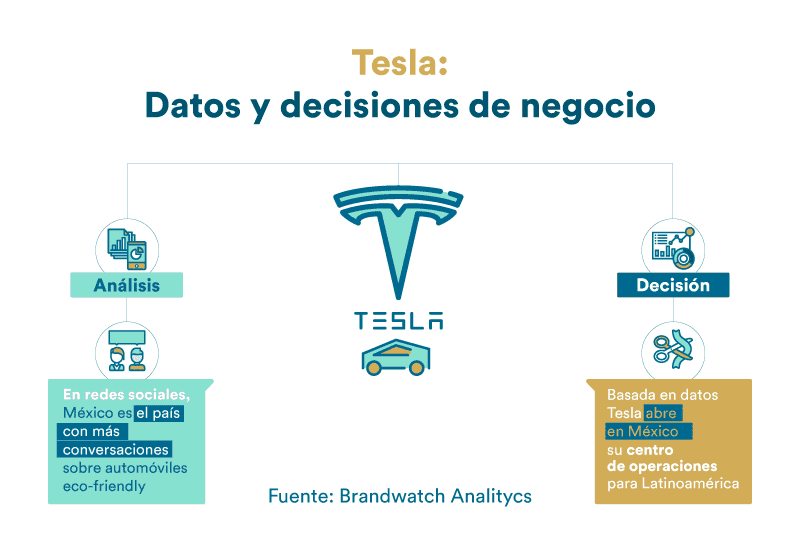 Tesla:
Datos y decisiones de negocio
Análisis
En redes sociales,
México es el país
con más
conversaciones
sobre automóviles
eco-friendly
TESLA
Decisión
Basada en datos
Tesla abre
en México
su centro
de operaciones
para Latinoamérica
Fuente: Brandwatch Analitycs